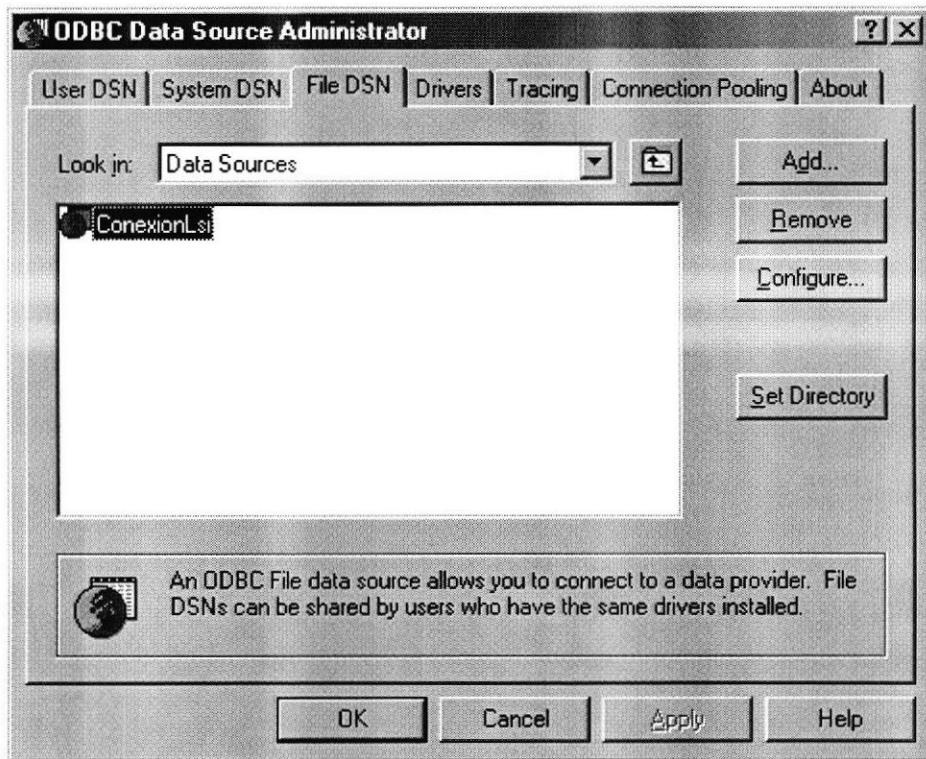 ODBC Data Source Administrator
User DSN System DSN File DSN Drivers Tracing Connection Pooling About
Look in: Data Sources
Add...
ConexionLsi
Remove
Configure...
Set Directory
An ODBC File data source allows you to connect to a data provider. File
DSNs can be shared by users who have the same drivers installed.
OK Cancel Apply Help